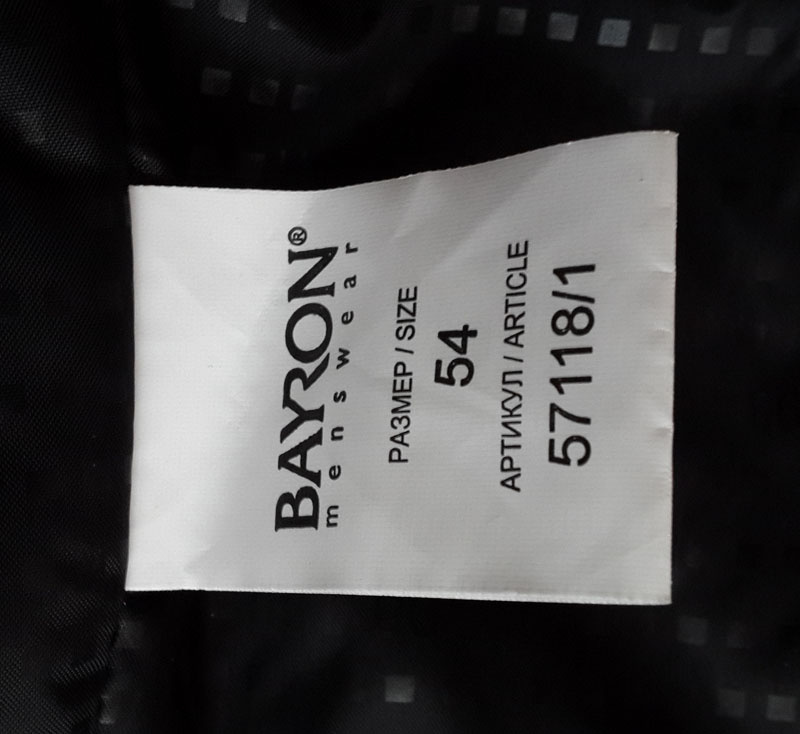 BAYRON®
menswear
РАЗМЕР / SIZE
54
АРТИКУЛ / ARTICLE
57118/1